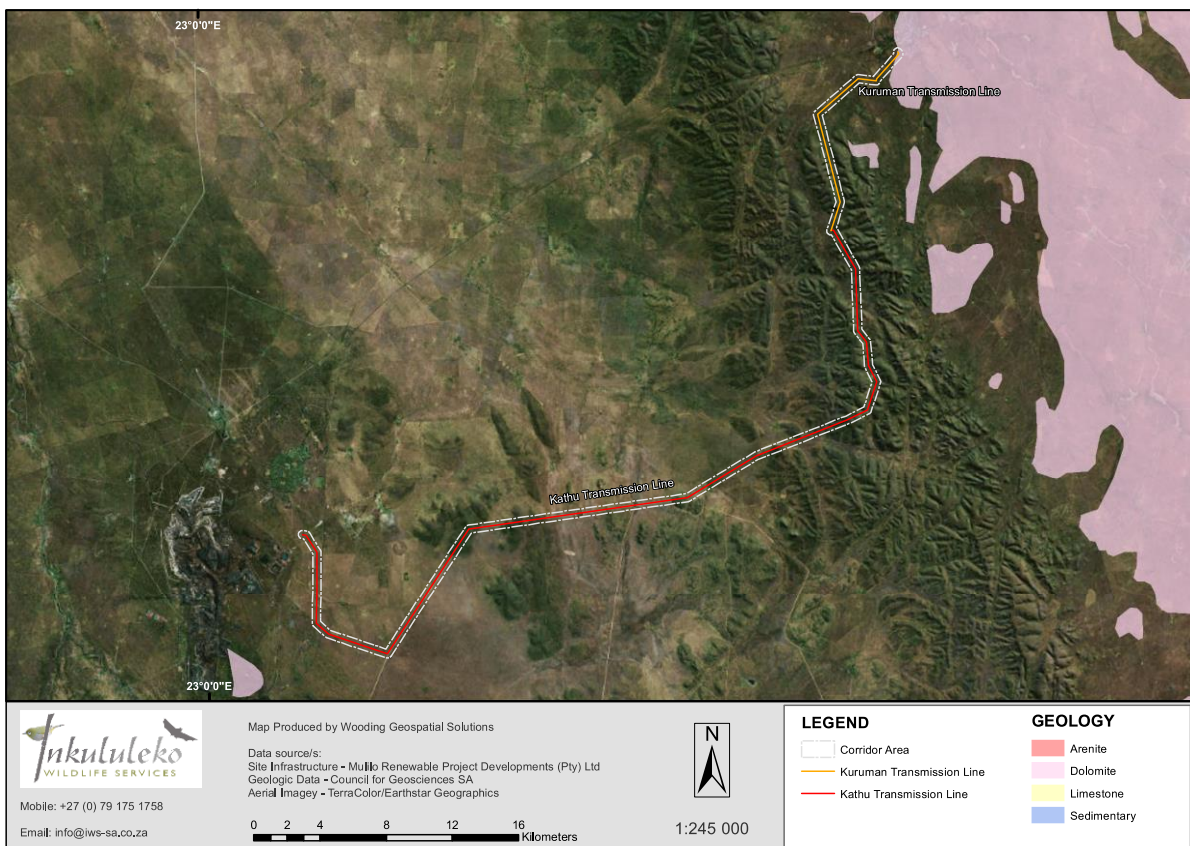 23°0'0"E
Kuruman Transmission Line
Kathu Transmission Line
23°0'0"E
Inkululeko
WILDLIFE SERVICES
Mobile: +27 (0) 79 175 1758
Email: info@iws-sa.co.za
Map Produced by Wooding Geospatial Solutions
Data source/s:
Site Infrastructure - Mulilo Renewable Project Developments (Pty) Ltd
Geologic Data - Council for Geosciences SA
Aerial Imagey - TerraColor/Earthstar Geographics
0 2 4 8 12 16
Kilometers
N
1:245 000
LEGEND
Corridor Area
Kuruman Transmission Line
Kathu Transmission Line
GEOLOGY
Arenite
Dolomite
Limestone
Sedimentary